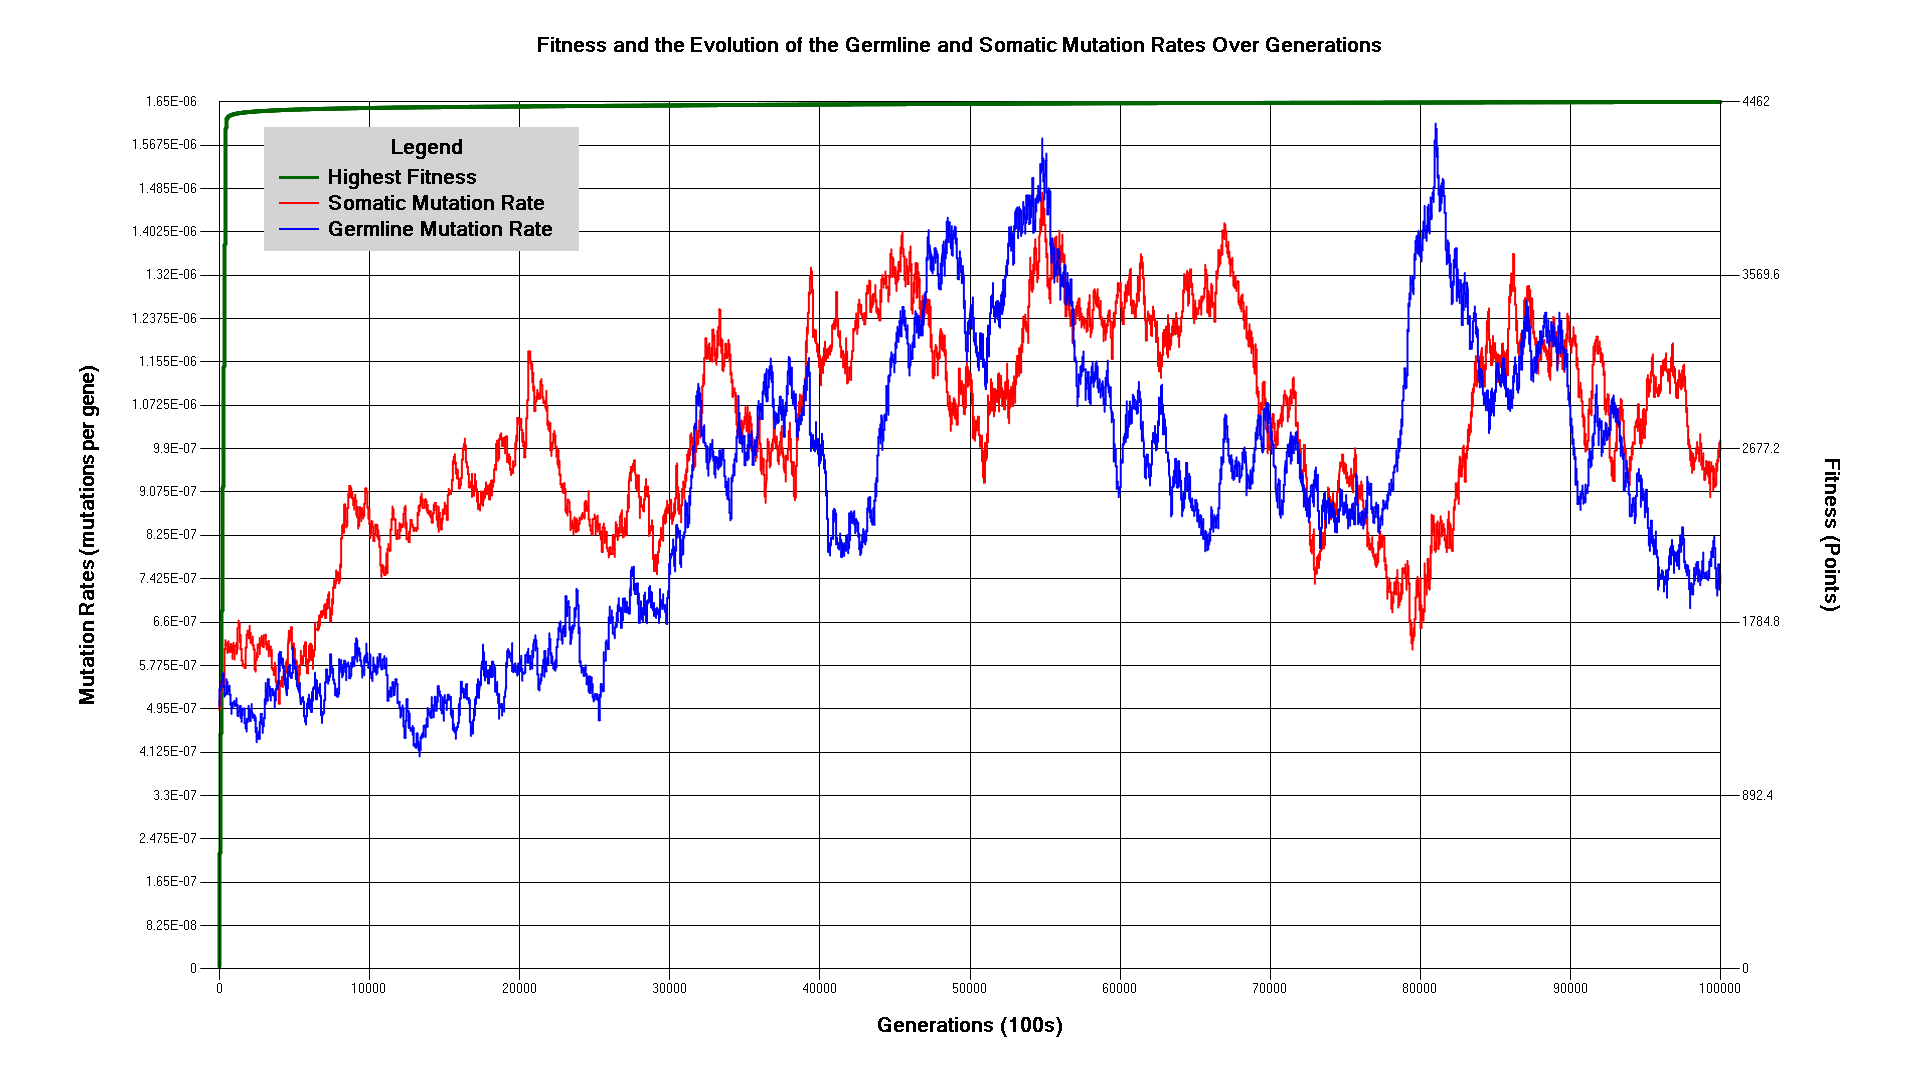 Fitness and the Evolution of the Germline and Somatic Mutation Rates Over Generations
Legend
Highest Fitness
Somatic Mutation Rate
Germline Mutation Rate
Mutation Rates (mutations per gene)
1.65E-06
1.5675E-06
1.485E-06
1.4025E-06
1.32E-06
1.2375E-06
1.155E-06
1.0725E-06
9.9E-07
9.075E-07
8.25E-07
7.425E-07
6.6E-07
5.775E-07
4.95E-07
4.125E-07
3.3E-07
2.475E-07
1.65E-07
8.25E-08
0
4462
3569.6
2677.2
1784.8
892.4
0
Fitness (Points)
0 10000 20000 30000 40000 50000 60000 70000 80000 90000 100000
Generations (100s)